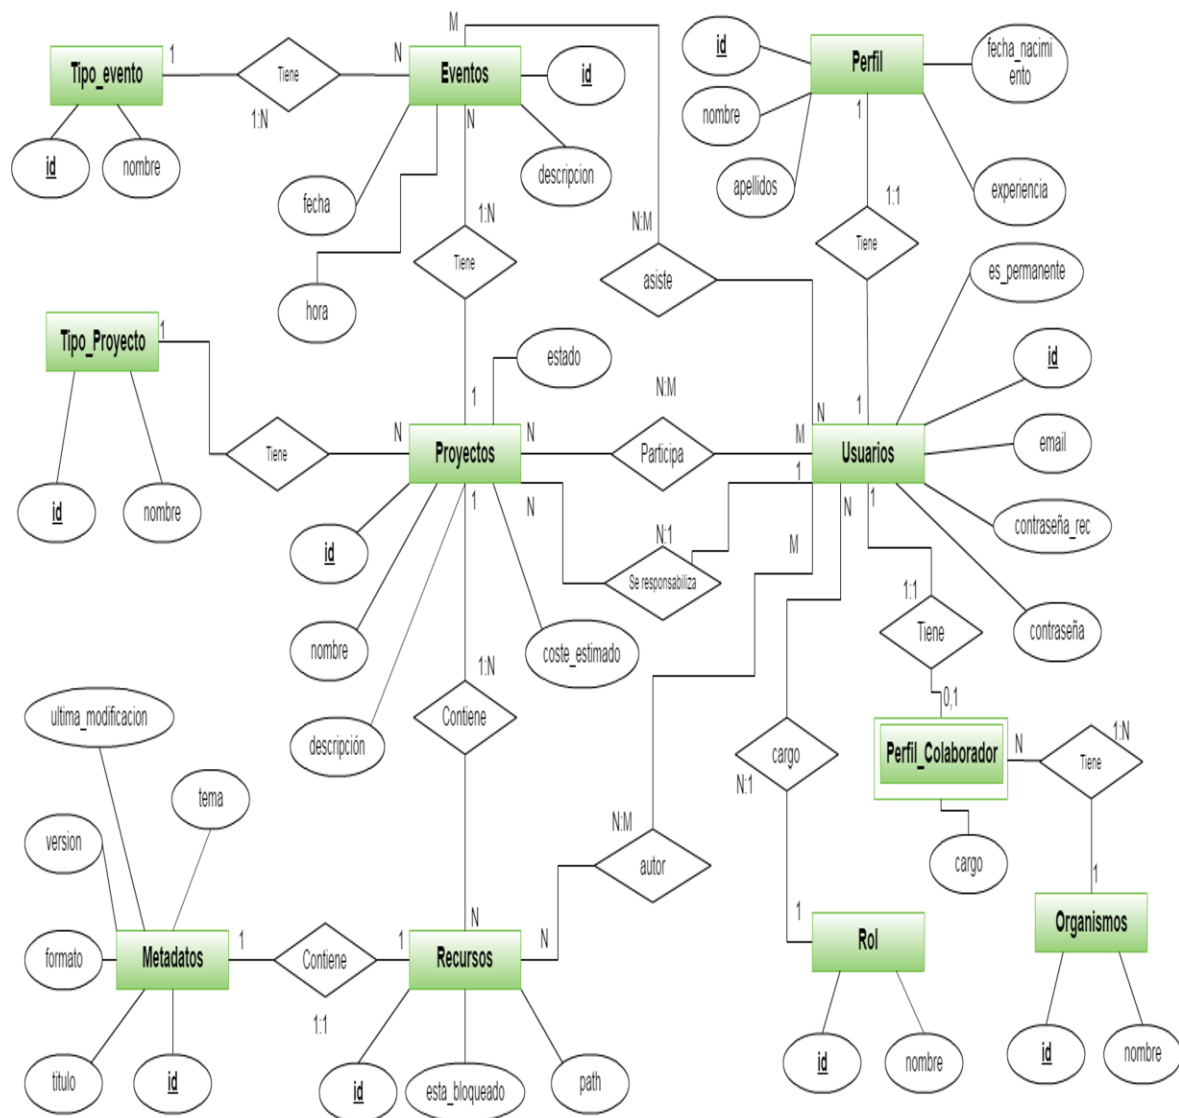 M
id
1
N
Tipo_evento
Tiene
Eventos
id
Perfil
fecha_nacimi
ento
1:N
N
nombre
1
id
nombre
fecha
descripcion
apellidos
experiencia
1:N
N:M
1:1
Tiene
asiste
Tiene
es_permanente
hora
1
Tipo_Proyecto
estado
id
N:M
1
1
N
N
N
M
Tiene
Proyectos
Participa
Usuarios
email
1
N
1
N
1
id
nombre
contraseña_rec
id
N:1
M
Se responsabiliza
1:1
Tiene
contraseña
nombre
coste_estimado
1:N
0,1
ultima_modificacion
Contiene
descripción
cargo
N:1
Perfil_Colaborador
N
1:N
Tiene
tema
version
N:M
autor
cargo
1
N
1
formato
Metadatos
1
Contiene
1
Recursos
N
Rol
Organismos
1:1
titulo
id
id
esta_bloqueado
path
id
nombre
id
nombre